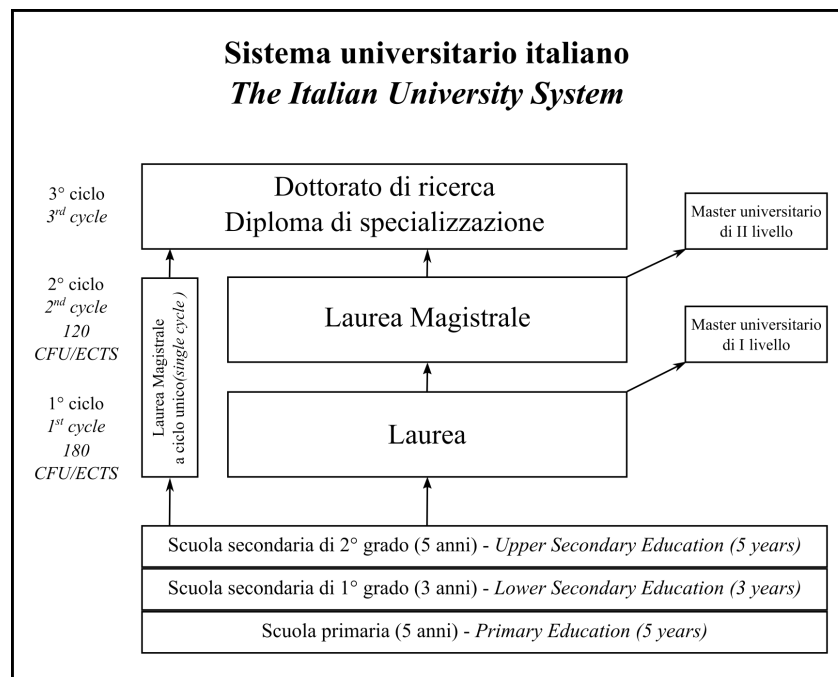 Sistema universitario italiano
The Italian University System
3° ciclo
3rd cycle
Dottorato di ricerca
Diploma di specializzazione
Master universitario
di II livello
2° ciclo
2nd cycle
120
CFU/ECTS
Laurea Magistrale
a ciclo unico(single cycle )
Laurea Magistrale
Master universitario
di I livello
1° ciclo
1st cycle
180
CFU/ECTS
Laurea
Scuola secondaria di 2° grado (5 anni) - Upper Secondary Education (5 years)
Scuola secondaria di 1° grado (3 anni) - Lower Secondary Education (3 years)
Scuola primaria (5 anni) - Primary Education (5 years)